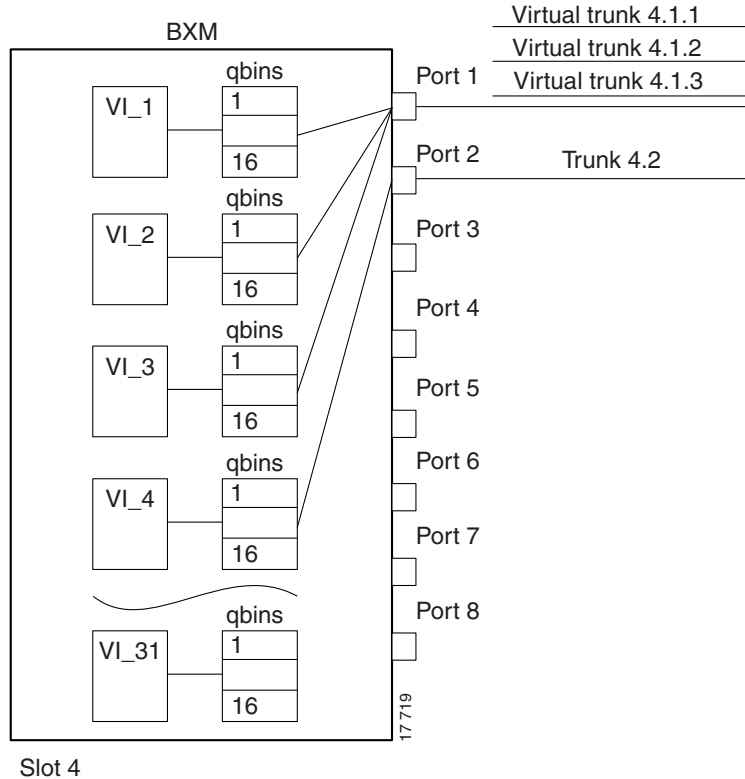 Virtual trunk 4.1.1
BXM
Virtual trunk 4.1.2
qbins
Port 1
Virtual trunk 4.1.3
VI_1
1
16
Port 2
Trunk 4.2
qbins
VI_2
1
16
Port 3
Port 4
qbins
VI_3
1
16
Port 5
qbins
VI_4
1
16
Port 6
Port 7
qbins
Port 8
VI_31
1
16
17 719
Slot 4